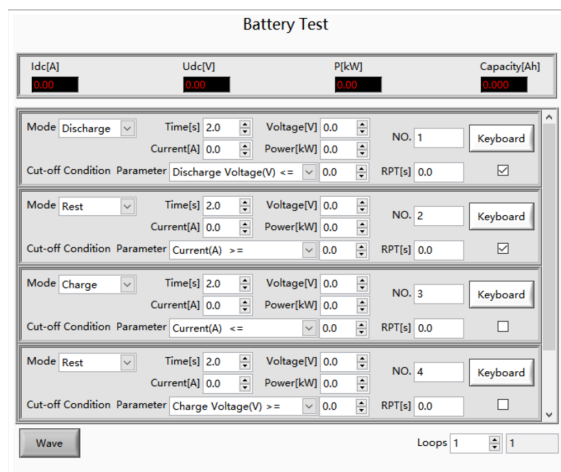 Battery Test
Idc[A] Udc[V] P[kW] Capacity[Ah]
0.00 0.00 0.00 0.000
Mode Discharge Time[s] 2.0 Voltage[V] 0.0 NO. 1 Keyboard
Current[A] 0.0 Power[kW] 0.0
Cut-off Condition Parameter Discharge Voltage(V) <= 0.0 RPT[s] 0.0
Mode Rest Time[s] 2.0 Voltage[V] 0.0 NO. 2 Keyboard
Current[A] 0.0 Power[kW] 0.0
Cut-off Condition Parameter Current(A) >= 0.0 RPT[s] 0.0
Mode Charge Time[s] 2.0 Voltage[V] 0.0 NO. 3 Keyboard
Current[A] 0.0 Power[kW] 0.0
Cut-off Condition Parameter Current(A) <= 0.0 RPT[s] 0.0
Mode Rest Time[s] 2.0 Voltage[V] 0.0 NO. 4 Keyboard
Current[A] 0.0 Power[kW] 0.0
Cut-off Condition Parameter Charge Voltage(V) >= 0.0 RPT[s] 0.0
Wave Loops 1 1